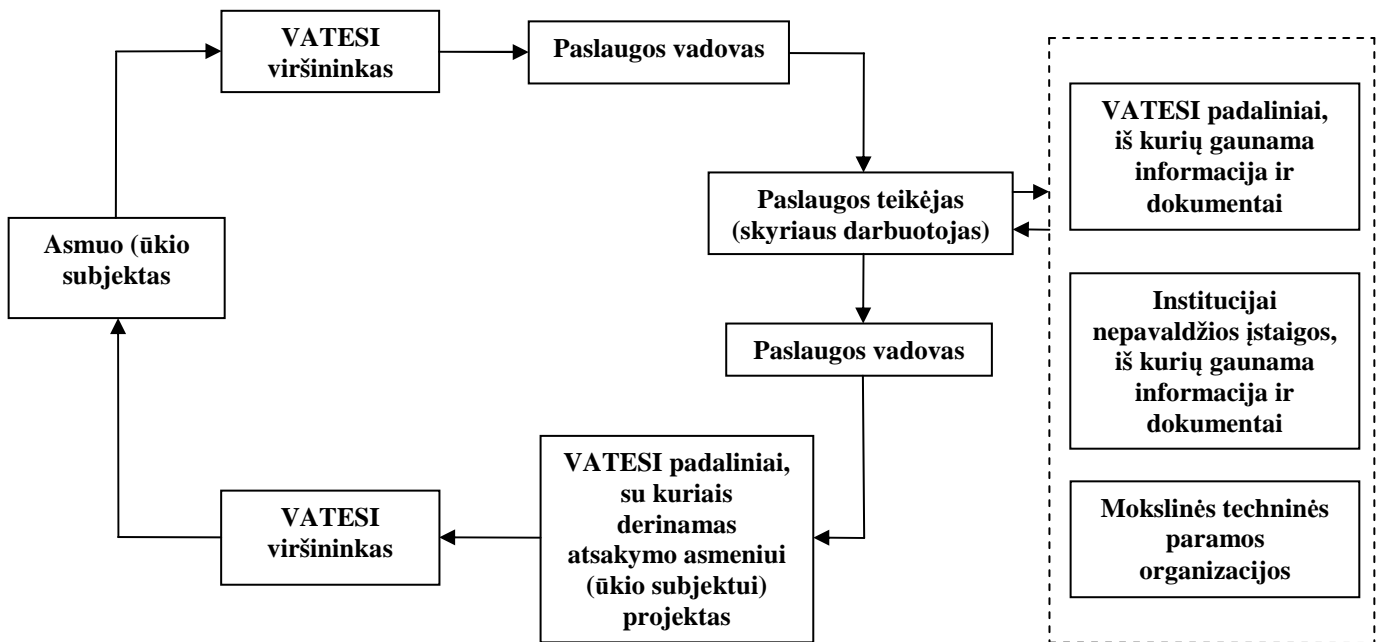 VATESI
viršininkas
Paslaugos vadovas
VATESI padaliniai,
iš kurių gaunama
informacija ir
dokumentai
Paslaugos teikėjas
(skyriaus darbuotojas)
Asmuo (ūkio
subjektas
Institucijai
nepavaldžios įstaigos,
iš kurių gaunama
informacija ir
dokumentai
Paslaugos vadovas
VATESI padaliniai,
su kuriais
derinamas
atsakymo asmeniui
(ūkio subjektui)
projektas
VATESI
viršininkas
Mokslinės techninės
paramos
organizacijos